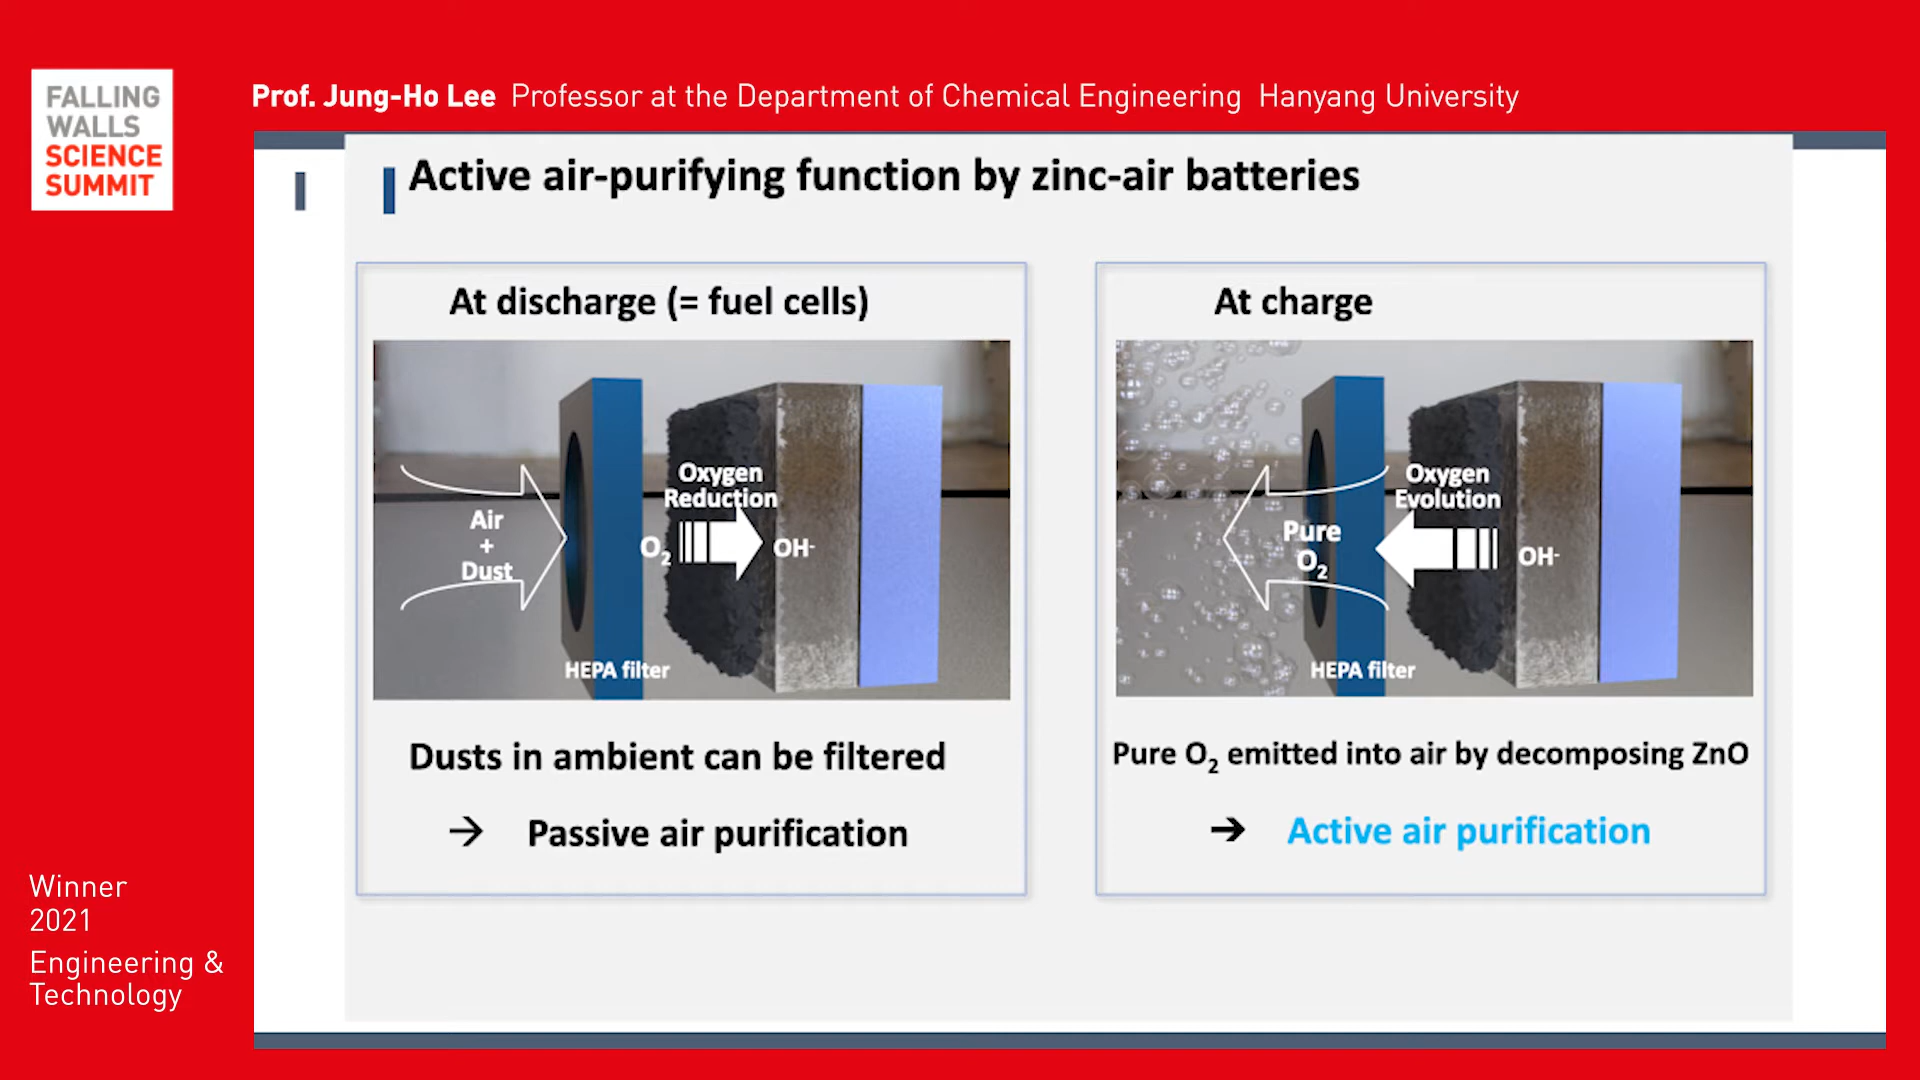 FALLING
WALLS
SCIENCE
SUMMIT
Prof. Jung-Ho Lee Professor at the Department of Chemical Engineering Hanyang University
Active air-purifying function by zinc-air batteries
At discharge (= fuel cells)
Air
+
Dust
Oxygen
Reduction
O₂
OH⁻
HEPA filter
Dusts in ambient can be filtered
→ Passive air purification
At charge
Oxygen
Evolution
Pure
O₂
OH⁻
HEPA filter
Pure O₂ emitted into air by decomposing ZnO
→ Active air purification
Winner
2021
Engineering &
Technology